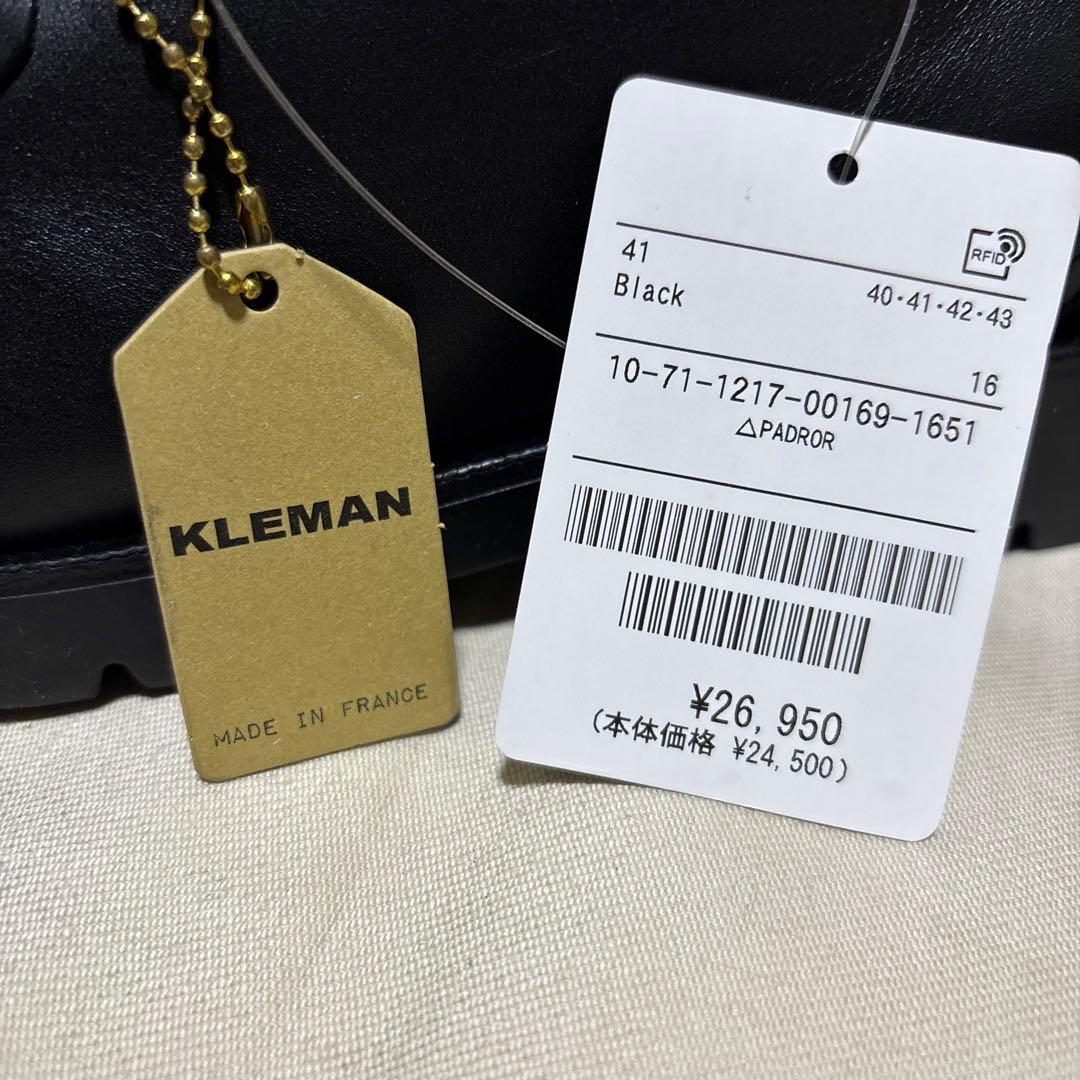 KLEMAN
MADE IN FRANCE
RFID
41
Black
40・41・42・43
16
10-71-1217-00169-1651
△PADROR
¥26,950
(本体価格 ¥24,500)